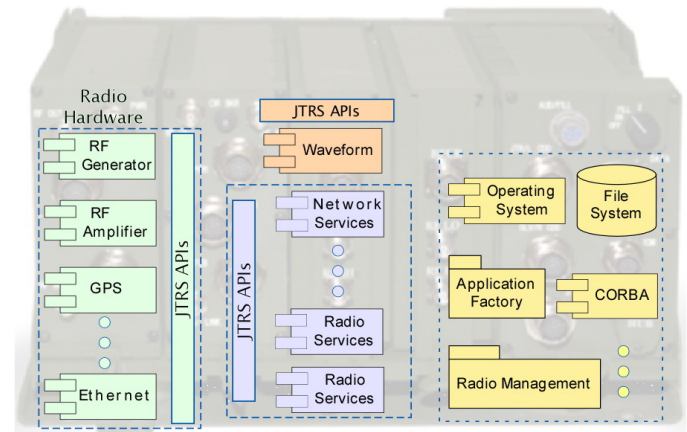 Radio
Hardware
RF
Generator
RF
Amplifier
GPS
Ethernet
JTRS APIs
JTRS APIs
Waveform
JTRS APIs
Network
Services
Radio
Services
Radio
Services
Operating
System
File
System
Application
Factory
CORBA
Radio Management